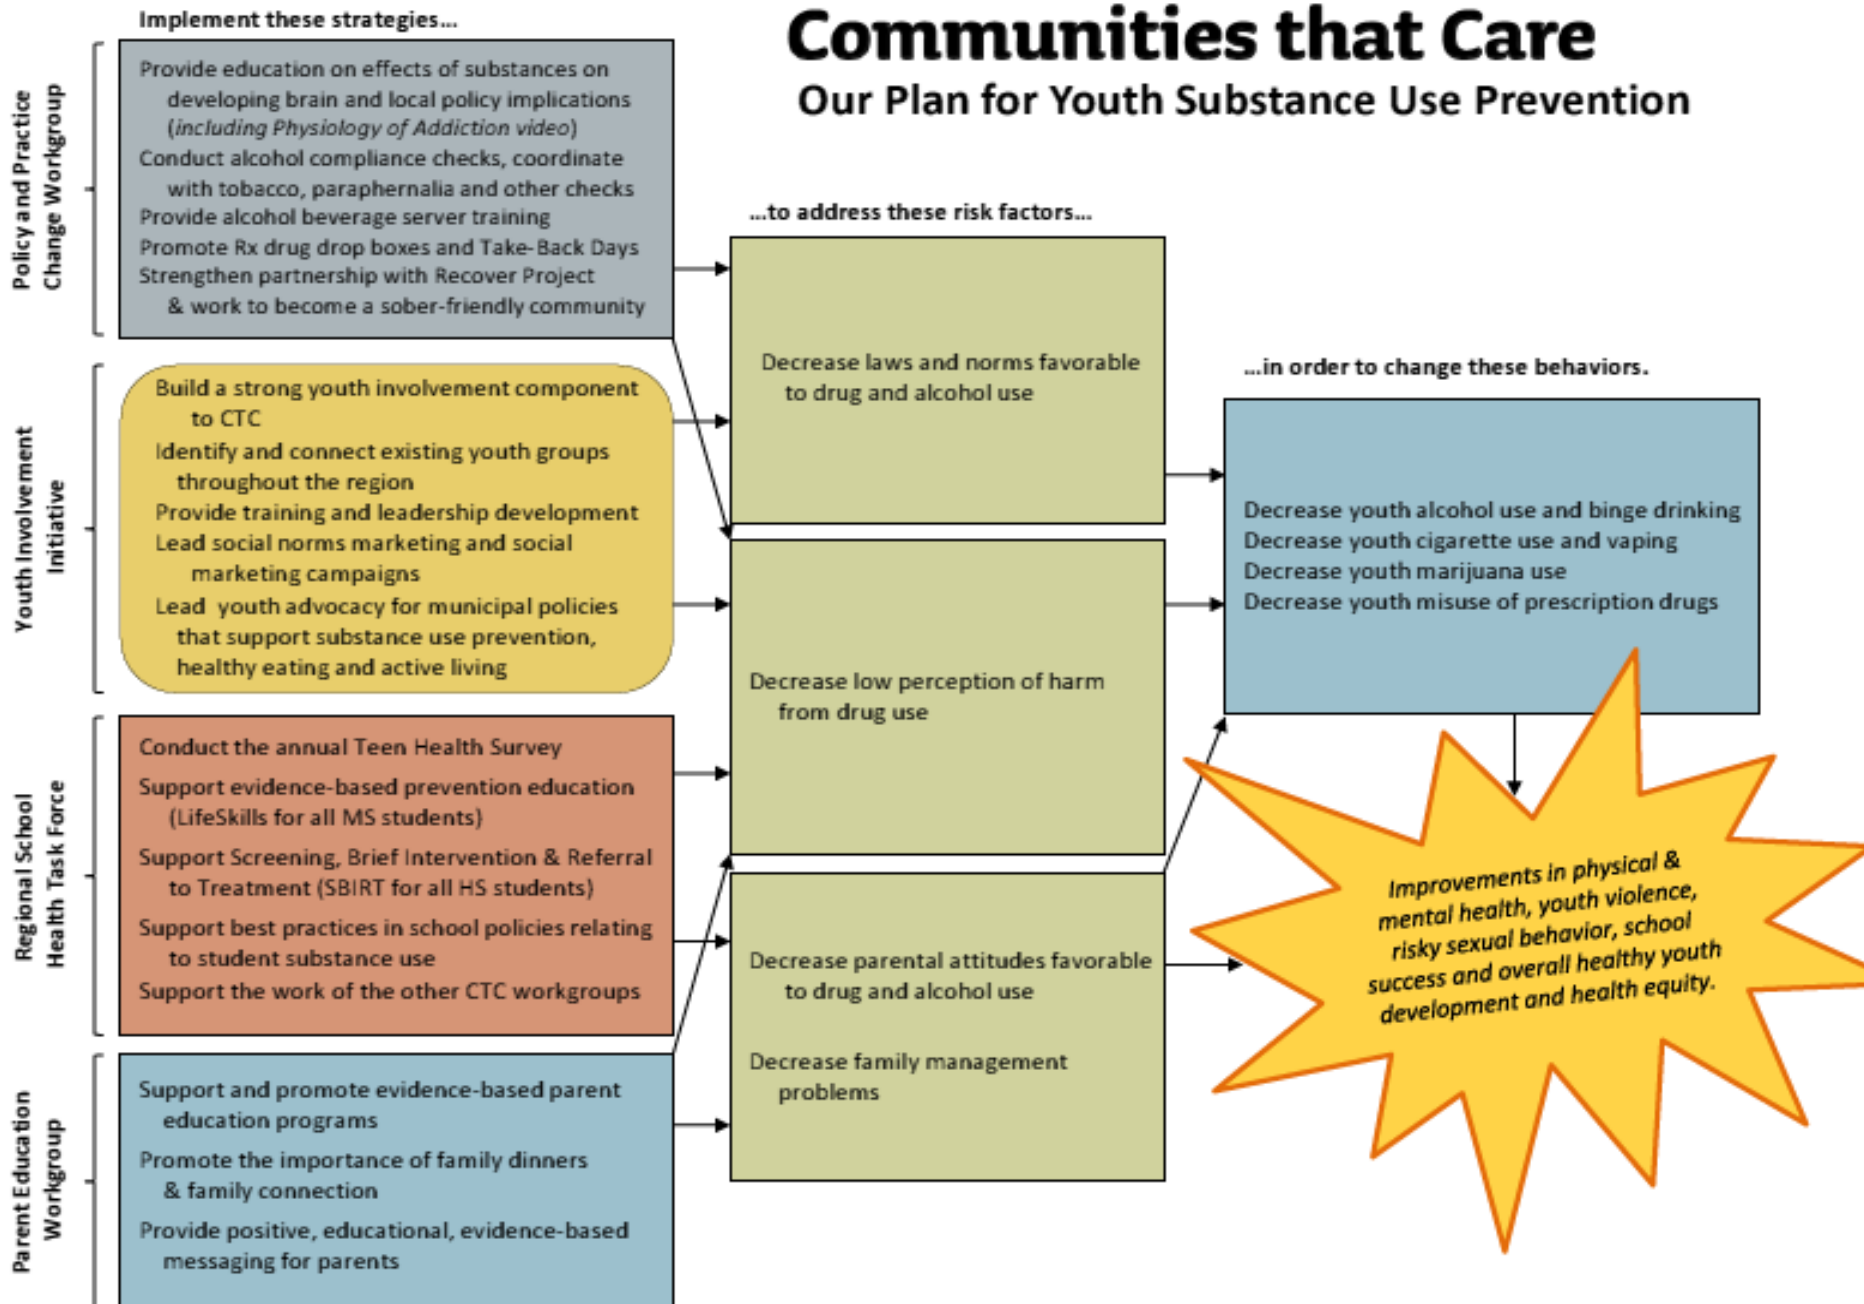 Communities that Care
Our Plan for Youth Substance Use Prevention
Implement these strategies...
Policy and Practice
Change Workgroup
Provide education on effects of substances on
developing brain and local policy implications
(including Physiology of Addiction video)
Conduct alcohol compliance checks, coordinate
with tobacco, paraphernalia and other checks
Provide alcohol beverage server training
Promote Rx drug drop boxes and Take-Back Days
Strengthen partnership with Recover Project
& work to become a sober-friendly community
Youth Involvement
Initiative
Build a strong youth involvement component
to CTC
Identify and connect existing youth groups
throughout the region
Provide training and leadership development
Lead social norms marketing and social
marketing campaigns
Lead youth advocacy for municipal policies
that support substance use prevention,
healthy eating and active living
Regional School
Health Task Force
Conduct the annual Teen Health Survey
Support evidence-based prevention education
(LifeSkills for all MS students)
Support Screening, Brief Intervention & Referral
to Treatment (SBIRT for all HS students)
Support best practices in school policies relating
to student substance use
Support the work of the other CTC workgroups
Parent Education
Workgroup
Support and promote evidence-based parent
education programs
Promote the importance of family dinners
& family connection
Provide positive, educational, evidence-based
messaging for parents
...to address these risk factors...
Decrease laws and norms favorable
to drug and alcohol use
Decrease low perception of harm
from drug use
Decrease parental attitudes favorable
to drug and alcohol use
Decrease family management
problems
...in order to change these behaviors.
Decrease youth alcohol use and binge drinking
Decrease youth cigarette use and vaping
Decrease youth marijuana use
Decrease youth misuse of prescription drugs
Improvements in physical &
mental health, youth violence,
risky sexual behavior, school
success and overall healthy youth
development and health equity.